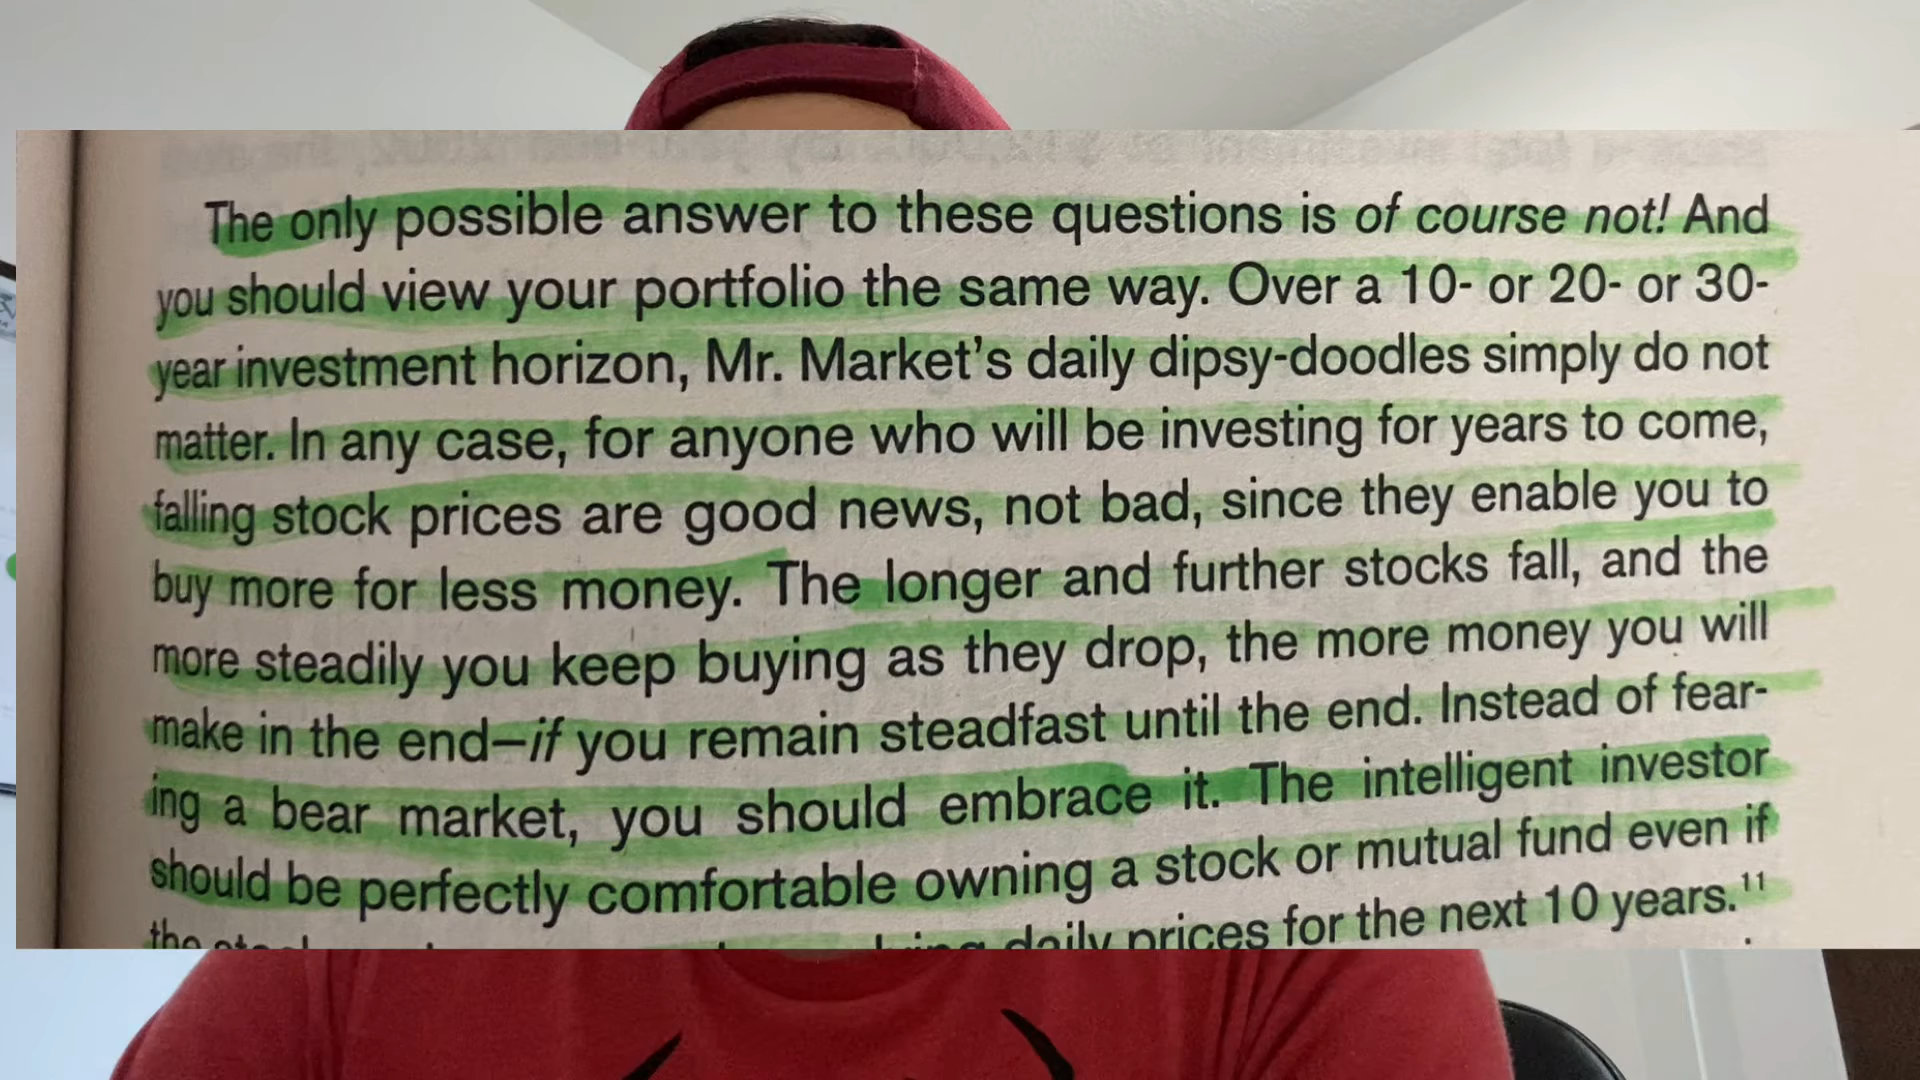 The only possible answer to these questions is of course not! And
you should view your portfolio the same way. Over a 10- or 20- or 30-
year investment horizon, Mr. Market's daily dipsy-doodles simply do not
matter. In any case, for anyone who will be investing for years to come,
falling stock prices are good news, not bad, since they enable you to
buy more for less money. The longer and further stocks fall, and the
more steadily you keep buying as they drop, the more money you will
make in the end—if you remain steadfast until the end. Instead of fear-
ing a bear market, you should embrace it. The intelligent investor
should be perfectly comfortable owning a stock or mutual fund even if
the daily prices for the next 10 years.11